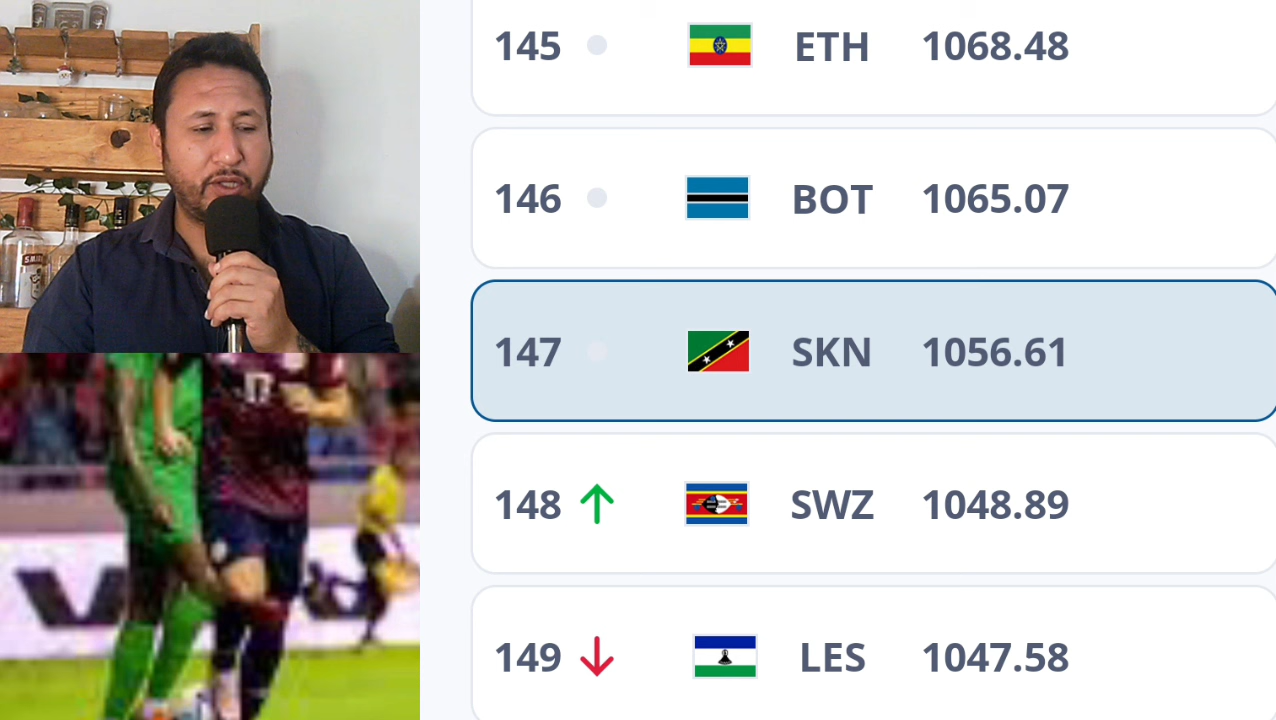 145 ETH 1068.48
146 BOT 1065.07
147 SKN 1056.61
148 SWZ 1048.89
149 LES 1047.58